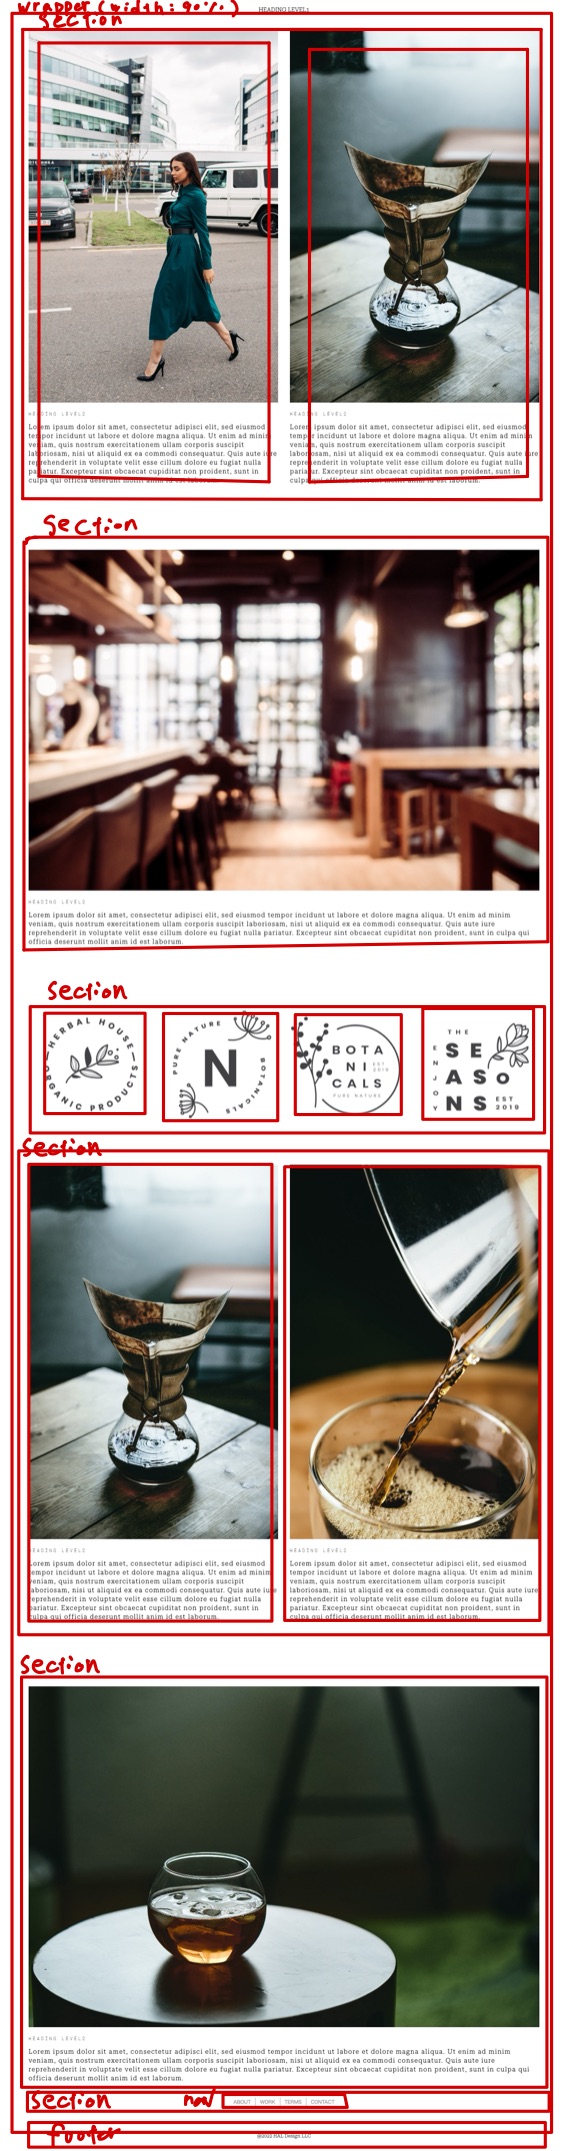 wrapper (width: 90%)
HEADING LEVEL1
section
HEADING LEVEL2
Lorem ipsum dolor sit amet, consectetur adipisci elit, sed eiusmod
tempor incidunt ut labore et dolore magna aliqua. Ut enim ad minim
veniam, quis nostrum exercitationem ullam corporis suscipit
laboriosam, nisi ut aliquid ex ea commodi consequatur. Quis aute iure
reprehenderit in voluptate velit esse cillum dolore eu fugiat nulla
pariatur. Excepteur sint obcaecat cupiditat non proident, sunt in
culpa qui officia deserunt mollit anim id est laborum.
HEADING LEVEL2
Lorem ipsum dolor sit amet, consectetur adipisci elit, sed eiusmod
tempor incidunt ut labore et dolore magna aliqua. Ut enim ad minim
veniam, quis nostrum exercitationem ullam corporis suscipit
laboriosam, nisi ut aliquid ex ea commodi consequatur. Quis aute iure
reprehenderit in voluptate velit esse cillum dolore eu fugiat nulla
pariatur. Excepteur sint obcaecat cupiditat non proident, sunt in
culpa qui officia deserunt mollit anim id est laborum.
section
HEADING LEVEL2
Lorem ipsum dolor sit amet, consectetur adipisci elit, sed eiusmod tempor incidunt ut labore et dolore magna aliqua. Ut enim ad minim
veniam, quis nostrum exercitationem ullam corporis suscipit laboriosam, nisi ut aliquid ex ea commodi consequatur. Quis aute iure
reprehenderit in voluptate velit esse cillum dolore eu fugiat nulla pariatur. Excepteur sint obcaecat cupiditat non proident, sunt in culpa qui
officia deserunt mollit anim id est laborum.
section
HERBAL HOUSE
ORGANIC PRODUCTS
PURE NATURE
N
BOTANICALS
BOTA
NI EST 2019
CALS
PURE NATURE
THE
ENJOY
SE
ASO
NS EST 2019
section
HEADING LEVEL2
Lorem ipsum dolor sit amet, consectetur adipisci elit, sed eiusmod
tempor incidunt ut labore et dolore magna aliqua. Ut enim ad minim
veniam, quis nostrum exercitationem ullam corporis suscipit
laboriosam, nisi ut aliquid ex ea commodi consequatur. Quis aute iure
reprehenderit in voluptate velit esse cillum dolore eu fugiat nulla
pariatur. Excepteur sint obcaecat cupiditat non proident, sunt in
culpa qui officia deserunt mollit anim id est laborum.
HEADING LEVEL2
Lorem ipsum dolor sit amet, consectetur adipisci elit, sed eiusmod
tempor incidunt ut labore et dolore magna aliqua. Ut enim ad minim
veniam, quis nostrum exercitationem ullam corporis suscipit
laboriosam, nisi ut aliquid ex ea commodi consequatur. Quis aute iure
reprehenderit in voluptate velit esse cillum dolore eu fugiat nulla
pariatur. Excepteur sint obcaecat cupiditat non proident, sunt in
culpa qui officia deserunt mollit anim id est laborum.
section
HEADING LEVEL2
Lorem ipsum dolor sit amet, consectetur adipisci elit, sed eiusmod tempor incidunt ut labore et dolore magna aliqua. Ut enim ad minim
veniam, quis nostrum exercitationem ullam corporis suscipit laboriosam, nisi ut aliquid ex ea commodi consequatur. Quis aute iure
reprehenderit in voluptate velit esse cillum dolore eu fugiat nulla pariatur. Excepteur sint obcaecat cupiditat non proident, sunt in culpa qui
officia deserunt mollit anim id est laborum.
section nav ABOUT WORK TERMS CONTACT
footer
@2022 HAL Design LLC